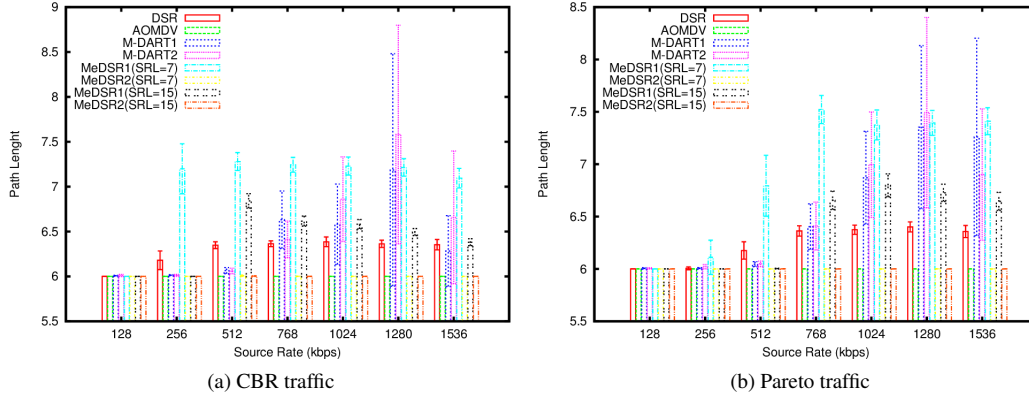 9
8.5
8
7.5
7
6.5
6
5.5
Path Lenght
DSR
AOMDV
M-DART1
M-DART2
MeDSR1(SRL=7)
MeDSR2(SRL=7)
MeDSR1(SRL=15)
MeDSR2(SRL=15)
128 256 512 768 1024 1280 1536
Source Rate (kbps)
(a) CBR traffic
8.5
8
7.5
7
6.5
6
5.5
Path Lenght
DSR
AOMDV
M-DART1
M-DART2
MeDSR1(SRL=7)
MeDSR2(SRL=7)
MeDSR1(SRL=15)
MeDSR2(SRL=15)
128 256 512 768 1024 1280 1536
Source Rate (kbps)
(b) Pareto traffic